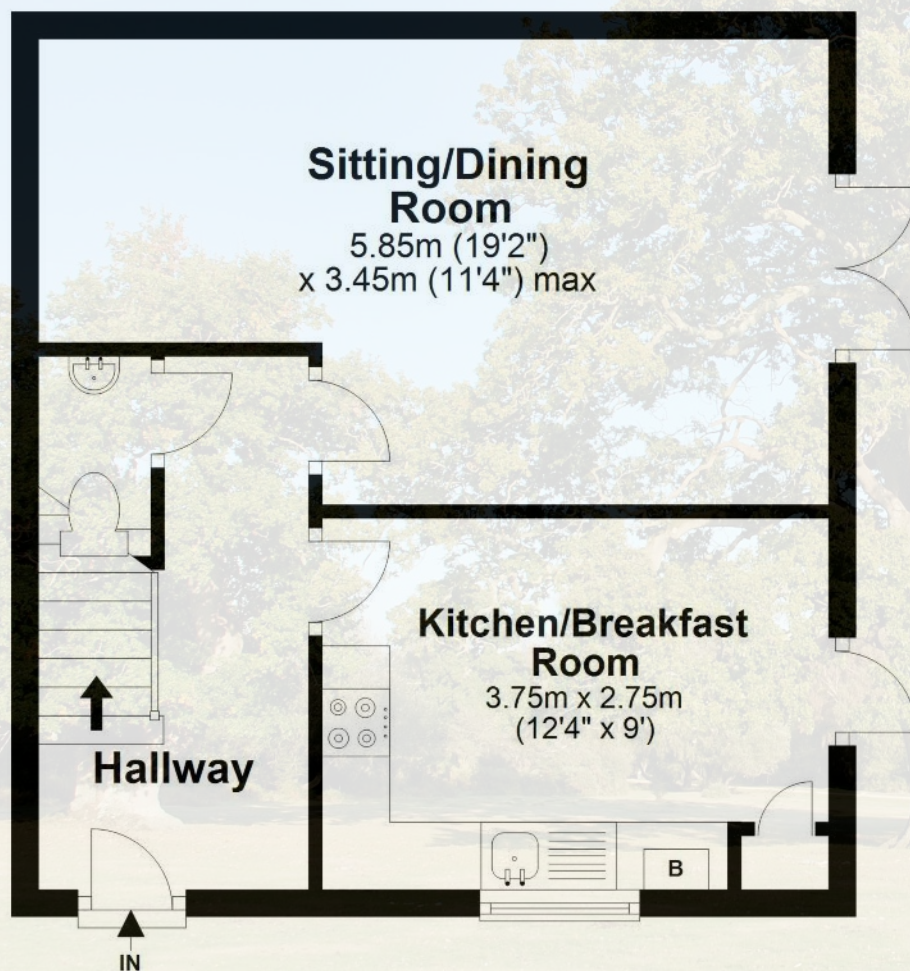 Sitting/Dining
Room
5.85m (19'2")
x 3.45m (11'4") max
Kitchen/Breakfast
Room
3.75m x 2.75m
(12'4" x 9')
Hallway
B
IN